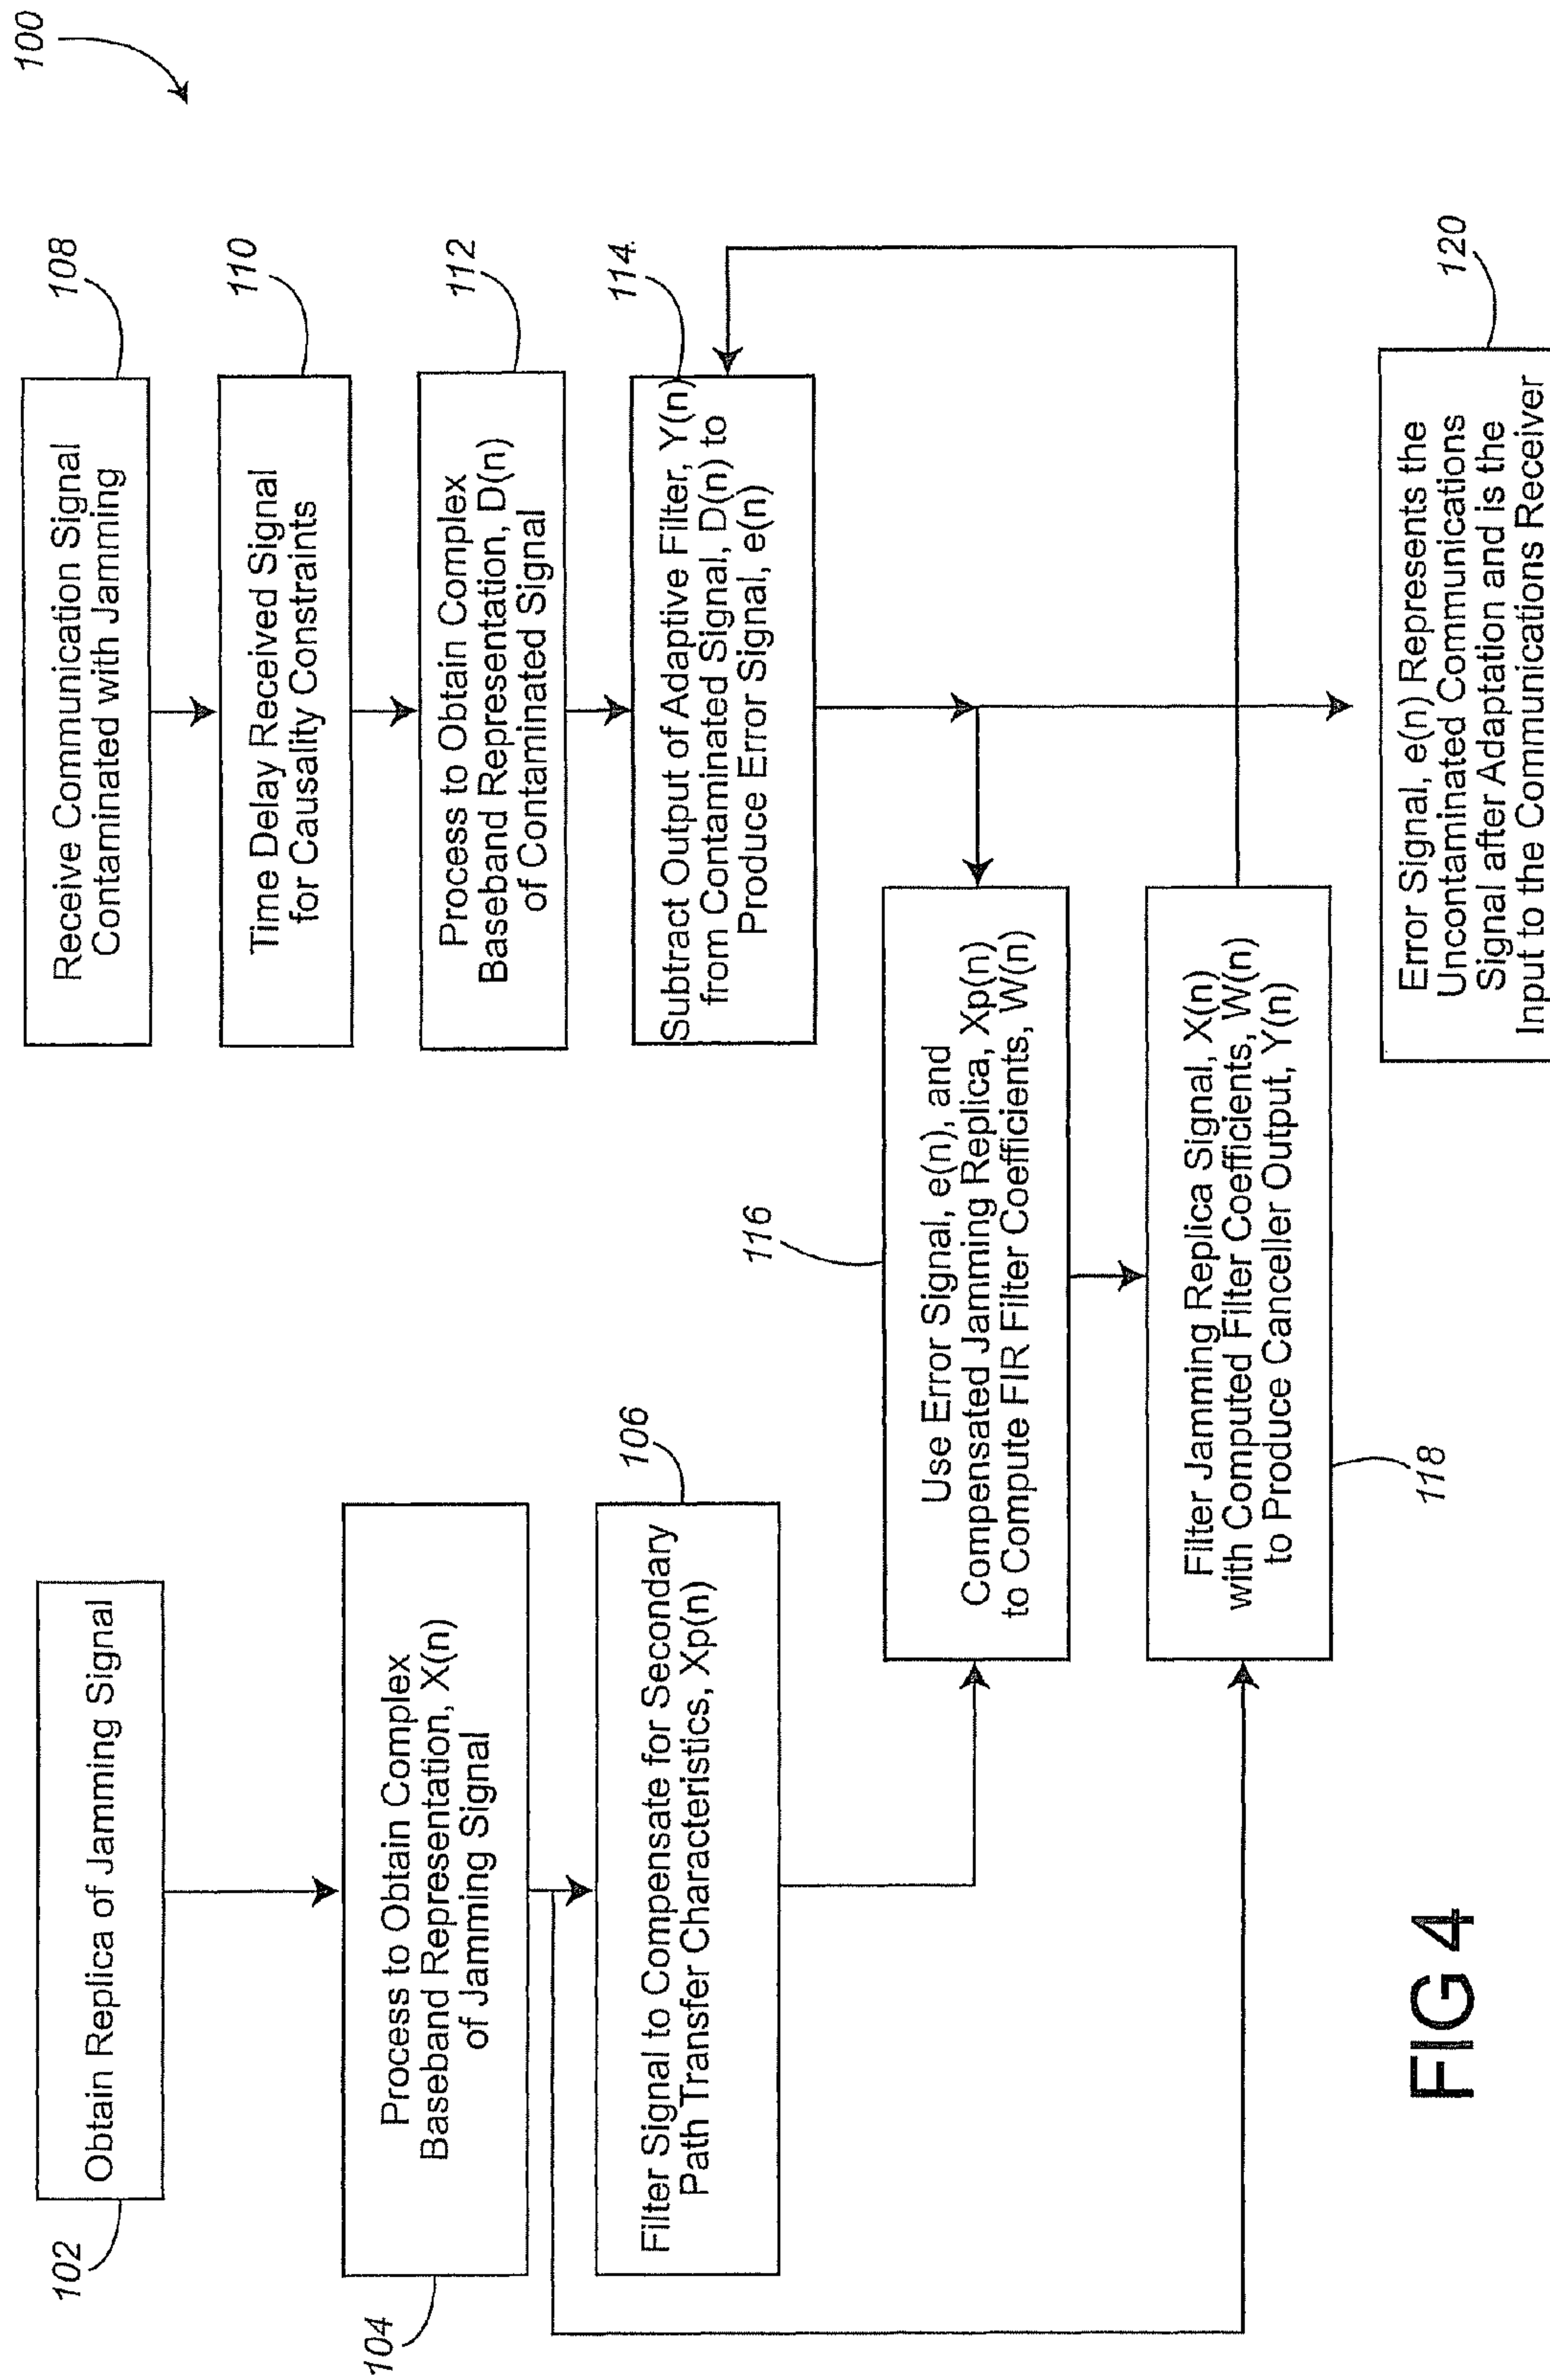 100
102
Obtain Replica of Jamming Signal
104
Process to Obtain Complex
Baseband Representation, X(n)
of Jamming Signal
106
Filter Signal to Compensate for Secondary
Path Transfer Characteristics, Xp(n)
108
Receive Communication Signal
Contaminated with Jamming
110
Time Delay Received Signal
for Causality Constraints
112
Process to Obtain Complex
Baseband Representation, D(n)
of Contaminated Signal
114
Subtract Output of Adaptive Filter, Y(n)
from Contaminated Signal, D(n) to
Produce Error Signal, e(n)
116
Use Error Signal, e(n), and
Compensated Jamming Replica, Xp(n)
to Compute FIR Filter Coefficients, W(n)
118
Filter Jamming Replica Signal, X(n)
with Computed Filter Coefficients, W(n)
to Produce Canceller Output, Y(n)
120
Error Signal, e(n) Represents the
Uncontaminated Communications
Signal after Adaptation and is the
Input to the Communications Receiver
FIG 4